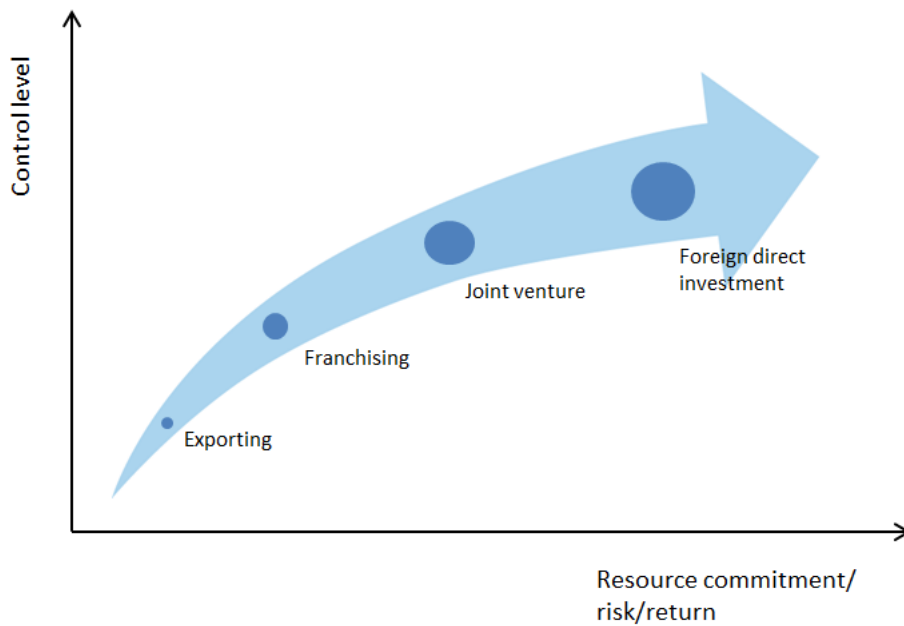 Control level
Foreign direct
investment
Joint venture
Franchising
Exporting
Resource commitment/
risk/return